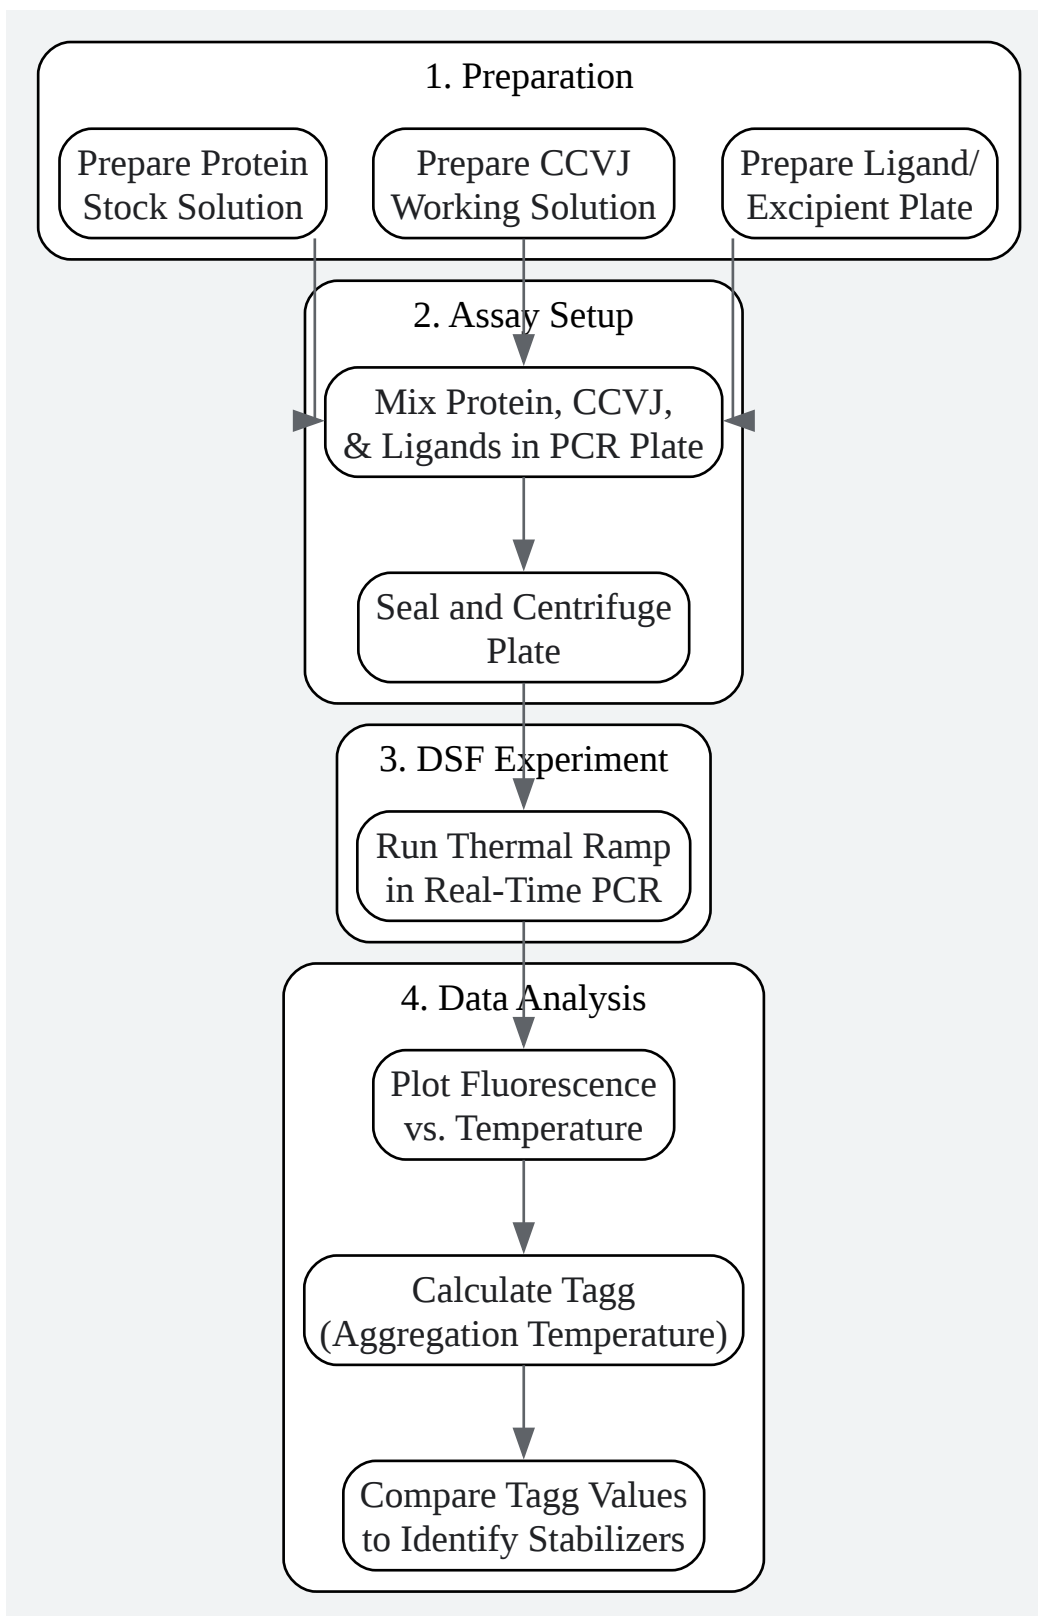 1. Preparation
Prepare Protein
Stock Solution
Prepare CCVJ
Working Solution
Prepare Ligand/
Excipient Plate
2. Assay Setup
Mix Protein, CCVJ,
& Ligands in PCR Plate
Seal and Centrifuge
Plate
3. DSF Experiment
Run Thermal Ramp
in Real-Time PCR
4. Data Analysis
Plot Fluorescence
vs. Temperature
Calculate Tagg
(Aggregation Temperature)
Compare Tagg Values
to Identify Stabilizers